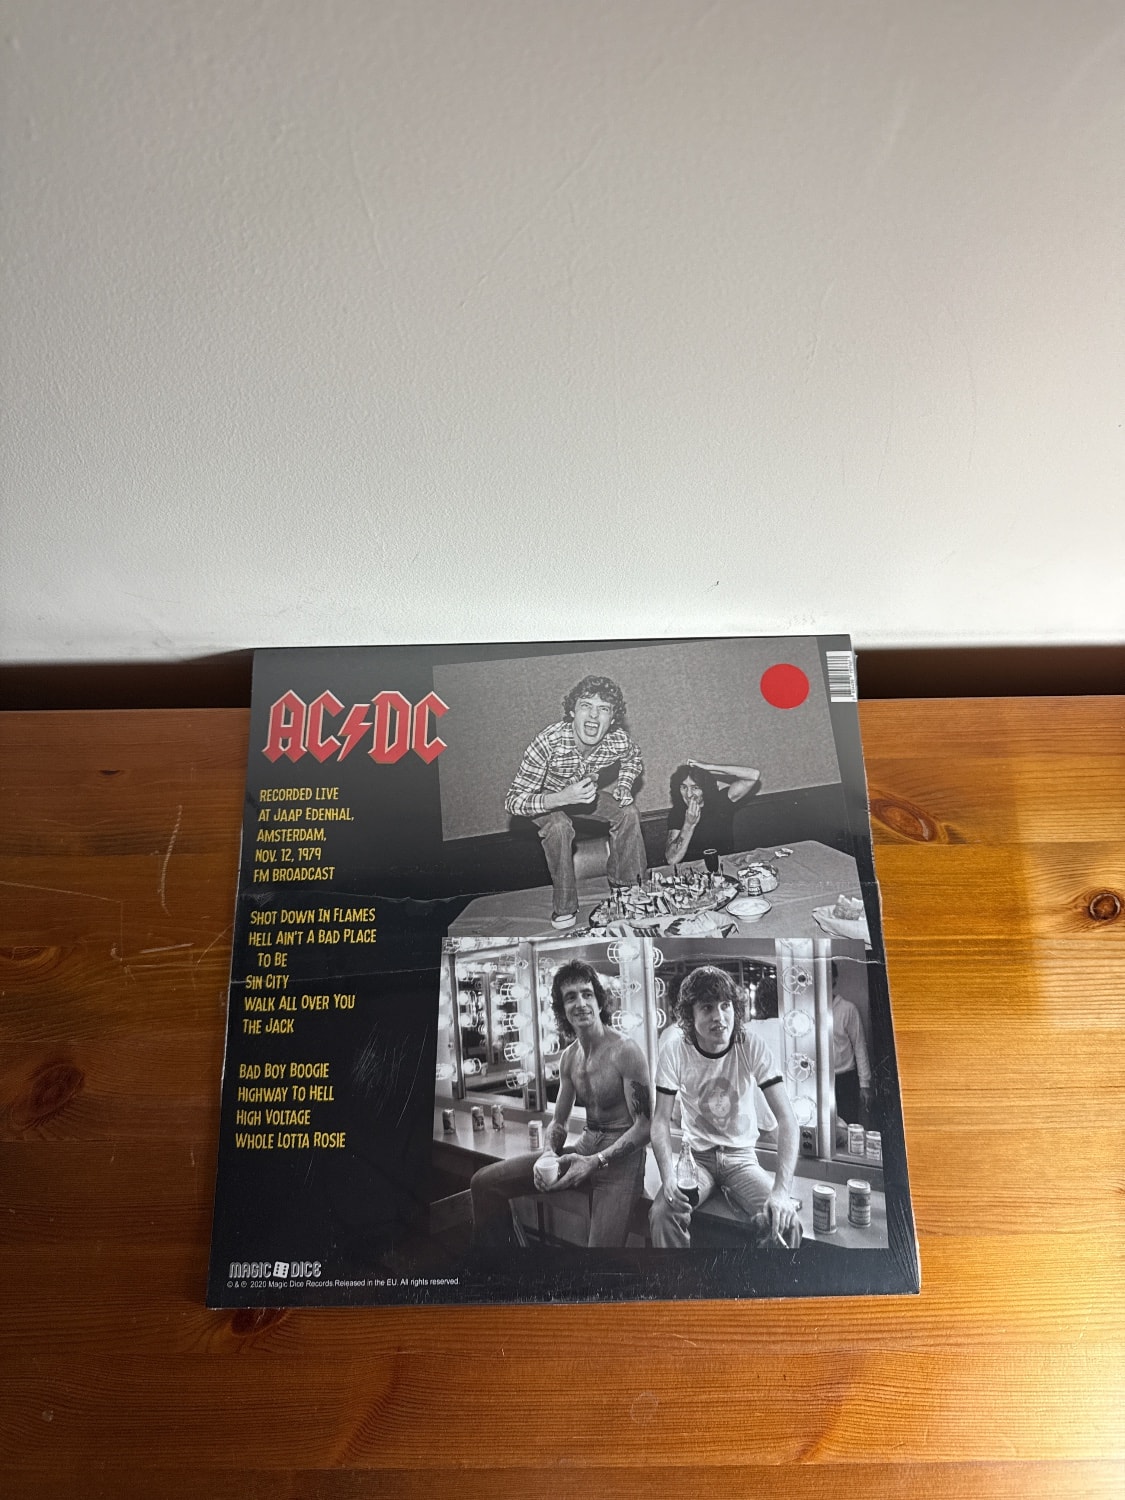 AC⚡DC
RECORDED LIVE
AT JAAP EDENHAL,
AMSTERDAM,
NOV. 12, 1979
FM BROADCAST
SHOT DOWN IN FLAMES
HELL AIN'T A BAD PLACE
TO BE
SIN CITY
WALK ALL OVER YOU
THE JACK
BAD BOY BOOGIE
HIGHWAY TO HELL
HIGH VOLTAGE
WHOLE LOTTA ROSIE
MAGIC DICE
© & ℗ 2020 Magic Dice Records.Released in the EU. All rights reserved.